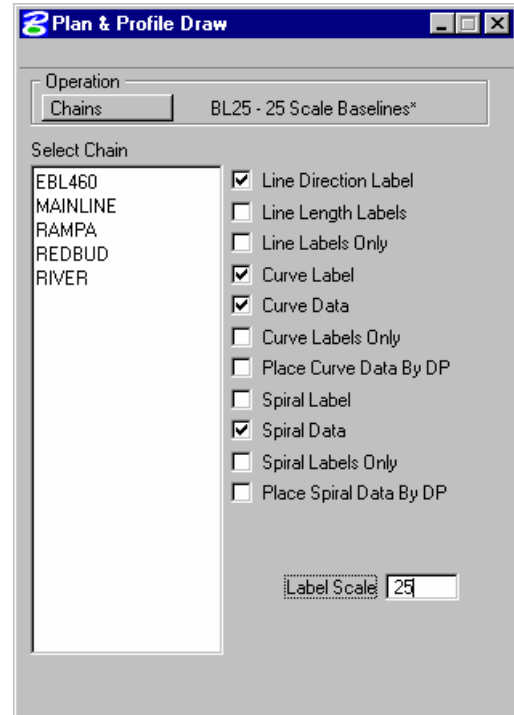 Plan & Profile Draw
Operation
Chains
BL25 - 25 Scale Baselines*
Select Chain
EBL460
MAINLINE
RAMPA
REDBUD
RIVER
Line Direction Label
Line Length Labels
Line Labels Only
Curve Label
Curve Data
Curve Labels Only
Place Curve Data By DP
Spiral Label
Spiral Data
Spiral Labels Only
Place Spiral Data By DP
Label Scale 25